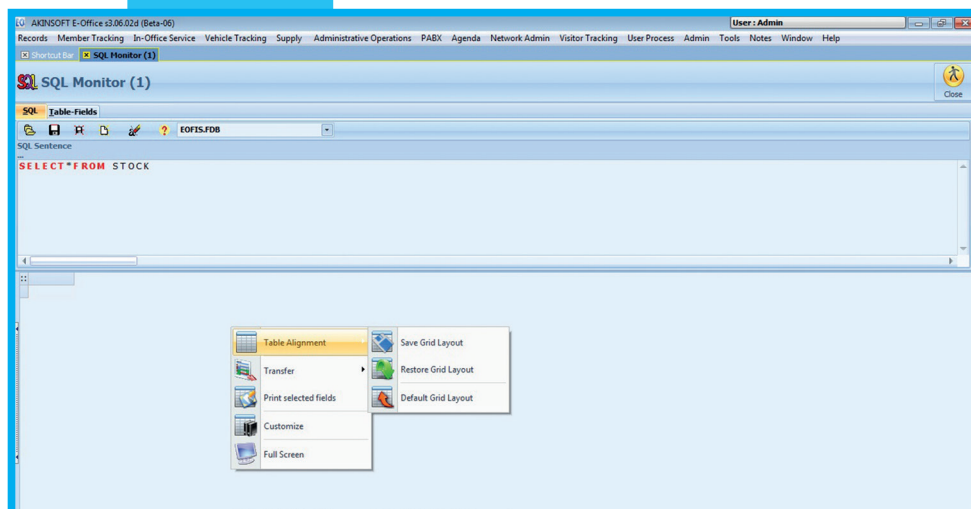 AKINSOFT E-Office s3.06.02d (Beta-06) User : Admin
Records Member Tracking In-Office Service Vehicle Tracking Supply Administrative Operations PABX Agenda Network Admin Visitor Tracking User Process Admin Tools Notes Window Help
Shortcut Bar SQL Monitor (1)
SQL SQL Monitor (1)
Close
SQL Table-Fields
? EOFIS.FDB
SQL Sentence
...
SELECT*FROM STOCK
Table Alignment
Save Grid Layout
Transfer
Restore Grid Layout
Print selected fields
Default Grid Layout
Customize
Full Screen